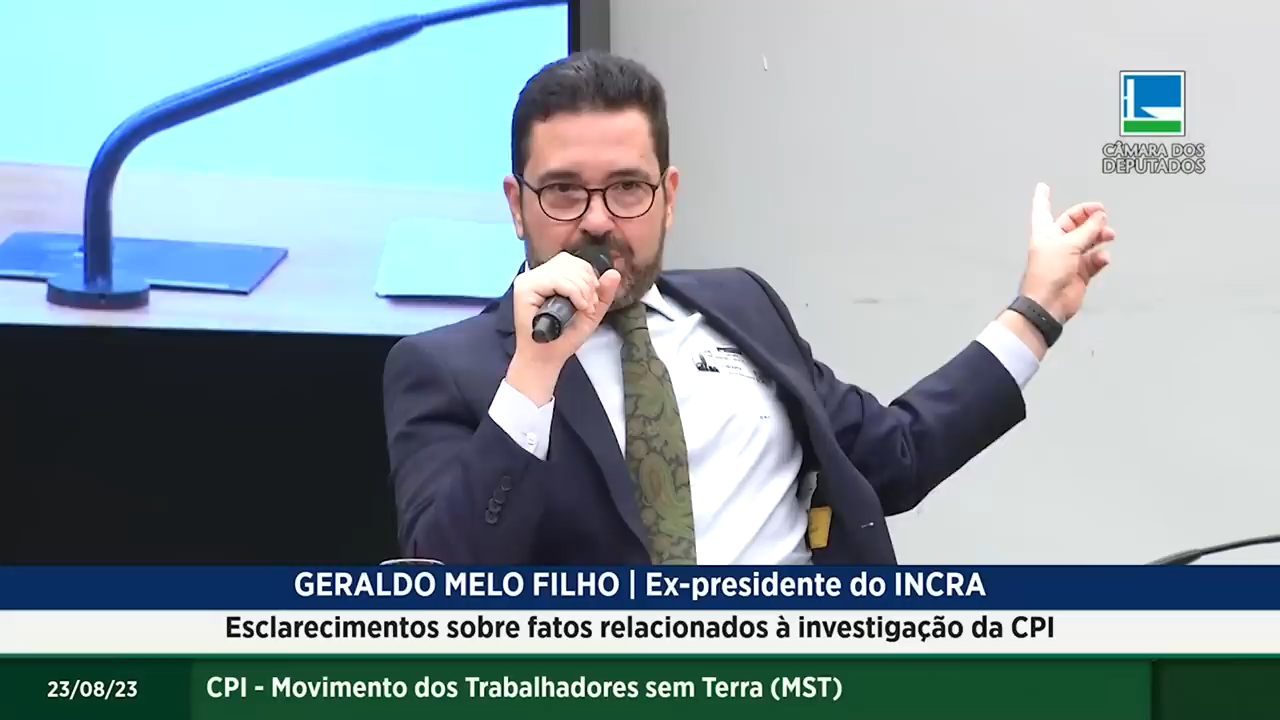 CÂMARA DOS
DEPUTADOS
GERALDO MELO FILHO | Ex-presidente do INCRA
Esclarecimentos sobre fatos relacionados à investigação da CPI
23/08/23
CPI - Movimento dos Trabalhadores sem Terra (MST)